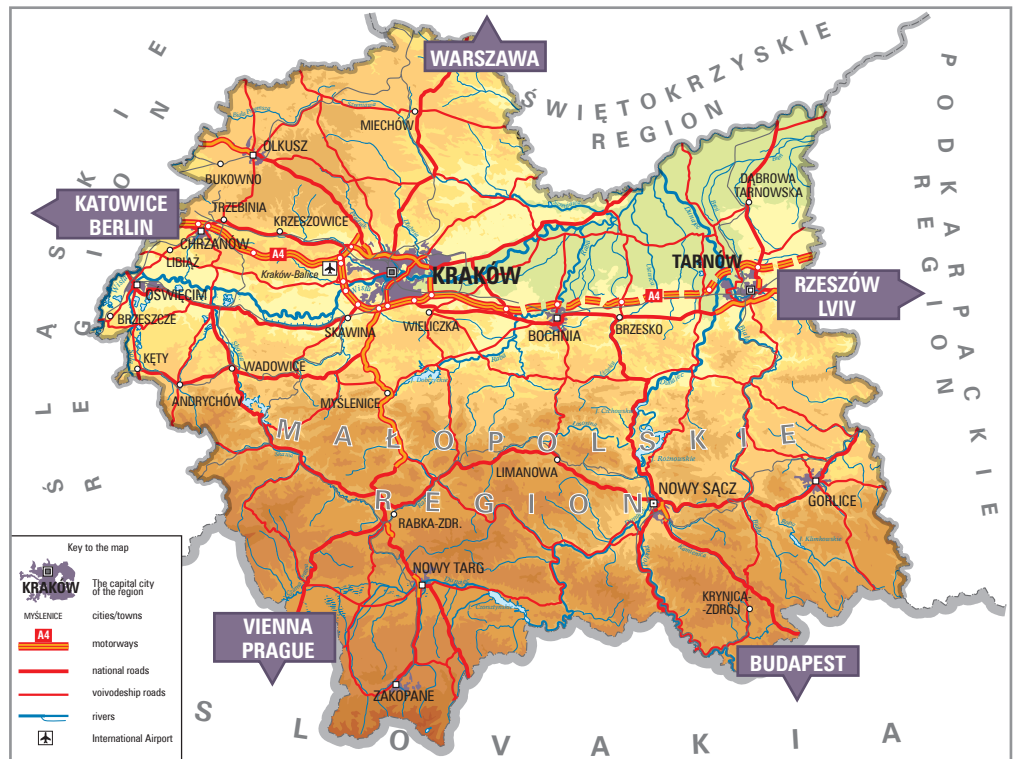 WARSZAWA
ŚWIĘTOKRZYSKIE
REGION
PODKARPACKIE
REGION
ŚLĄSKIE
REGION
MIECHÓW
OLKUSZ
BUKOWNO
DĄBROWA
TARNOWSKA
KATOWICE
BERLIN
TRZEBINIA
KRZESZOWICE
CHRZANÓW
A4
LIBIĄŻ
Kraków-Balice
KRAKÓW
TARNÓW
RZESZÓW
LVIV
OŚWIĘCIM
Wisła
A4
BRZESZCZE
SKAWINA
WIELICZKA
BOCHNIA
BRZESKO
KĘTY
WADOWICE
ANDRYCHÓW
MYŚLENICE
MAŁOPOLSKIE
REGION
J. Rożnowskie
LIMANOWA
NOWY SĄCZ
GORLICE
RABKA-ZDR.
NOWY TARG
KRYNICA-
-ZDRÓJ
VIENNA
PRAGUE
BUDAPEST
ZAKOPANE
SLOVAKIA
Key to the map
KRAKÓW
The capital city
of the region
MYŚLENICE
cities/towns
A4
motorways
national roads
voivodeship roads
rivers
International Airport